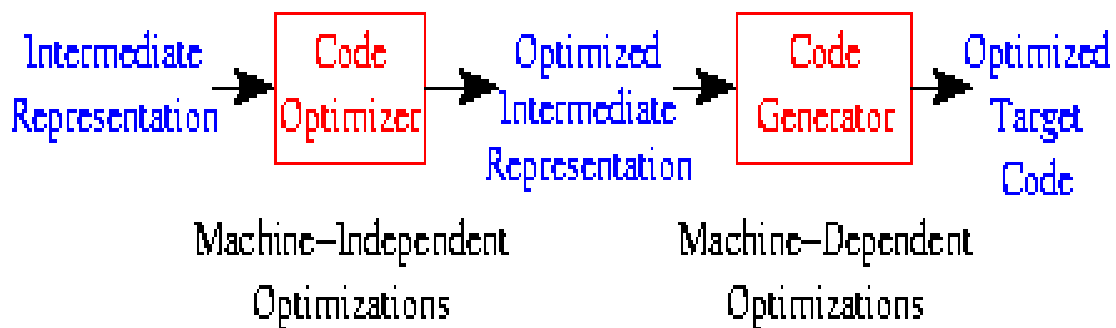 Intermediate
Representation
Code
Optimizer
Optimized
Intermediate
Representation
Code
Generator
Optimized
Target
Code
Machine-Independent
Optimizations
Machine-Dependent
Optimizations